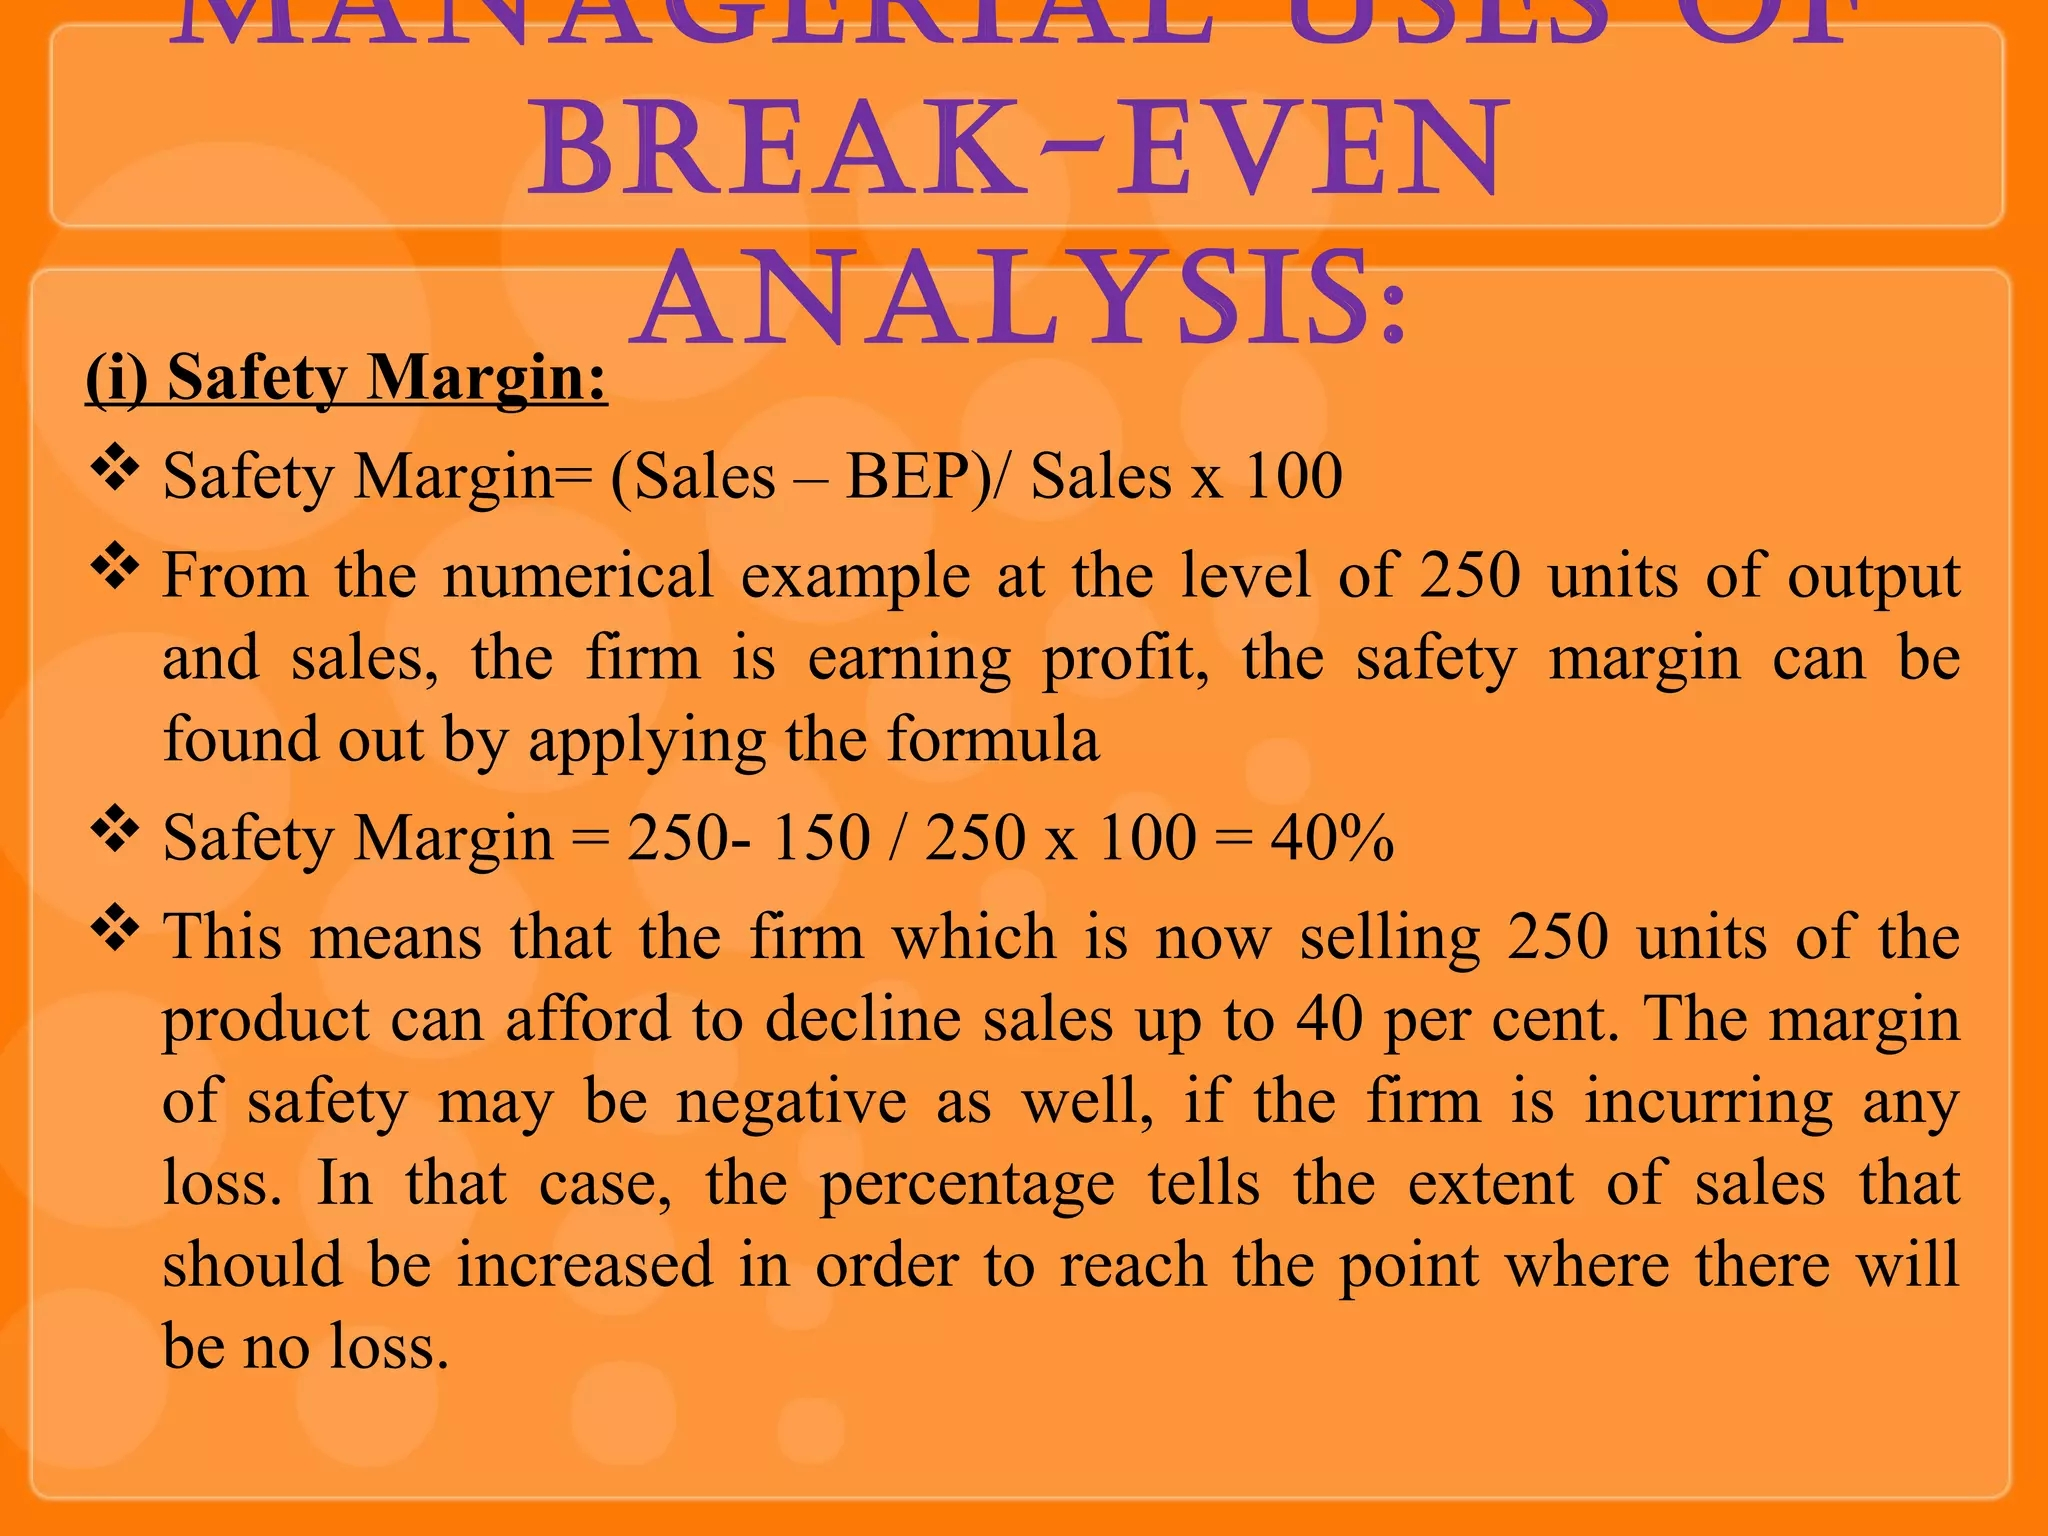 MANAGERIAL USES OF
BREAK-EVEN
ANALYSIS:
(i) Safety Margin:
❖ Safety Margin= (Sales – BEP)/ Sales x 100
❖ From the numerical example at the level of 250 units of output
and sales, the firm is earning profit, the safety margin can be
found out by applying the formula
❖ Safety Margin = 250- 150 / 250 x 100 = 40%
❖ This means that the firm which is now selling 250 units of the
product can afford to decline sales up to 40 per cent. The margin
of safety may be negative as well, if the firm is incurring any
loss. In that case, the percentage tells the extent of sales that
should be increased in order to reach the point where there will
be no loss.